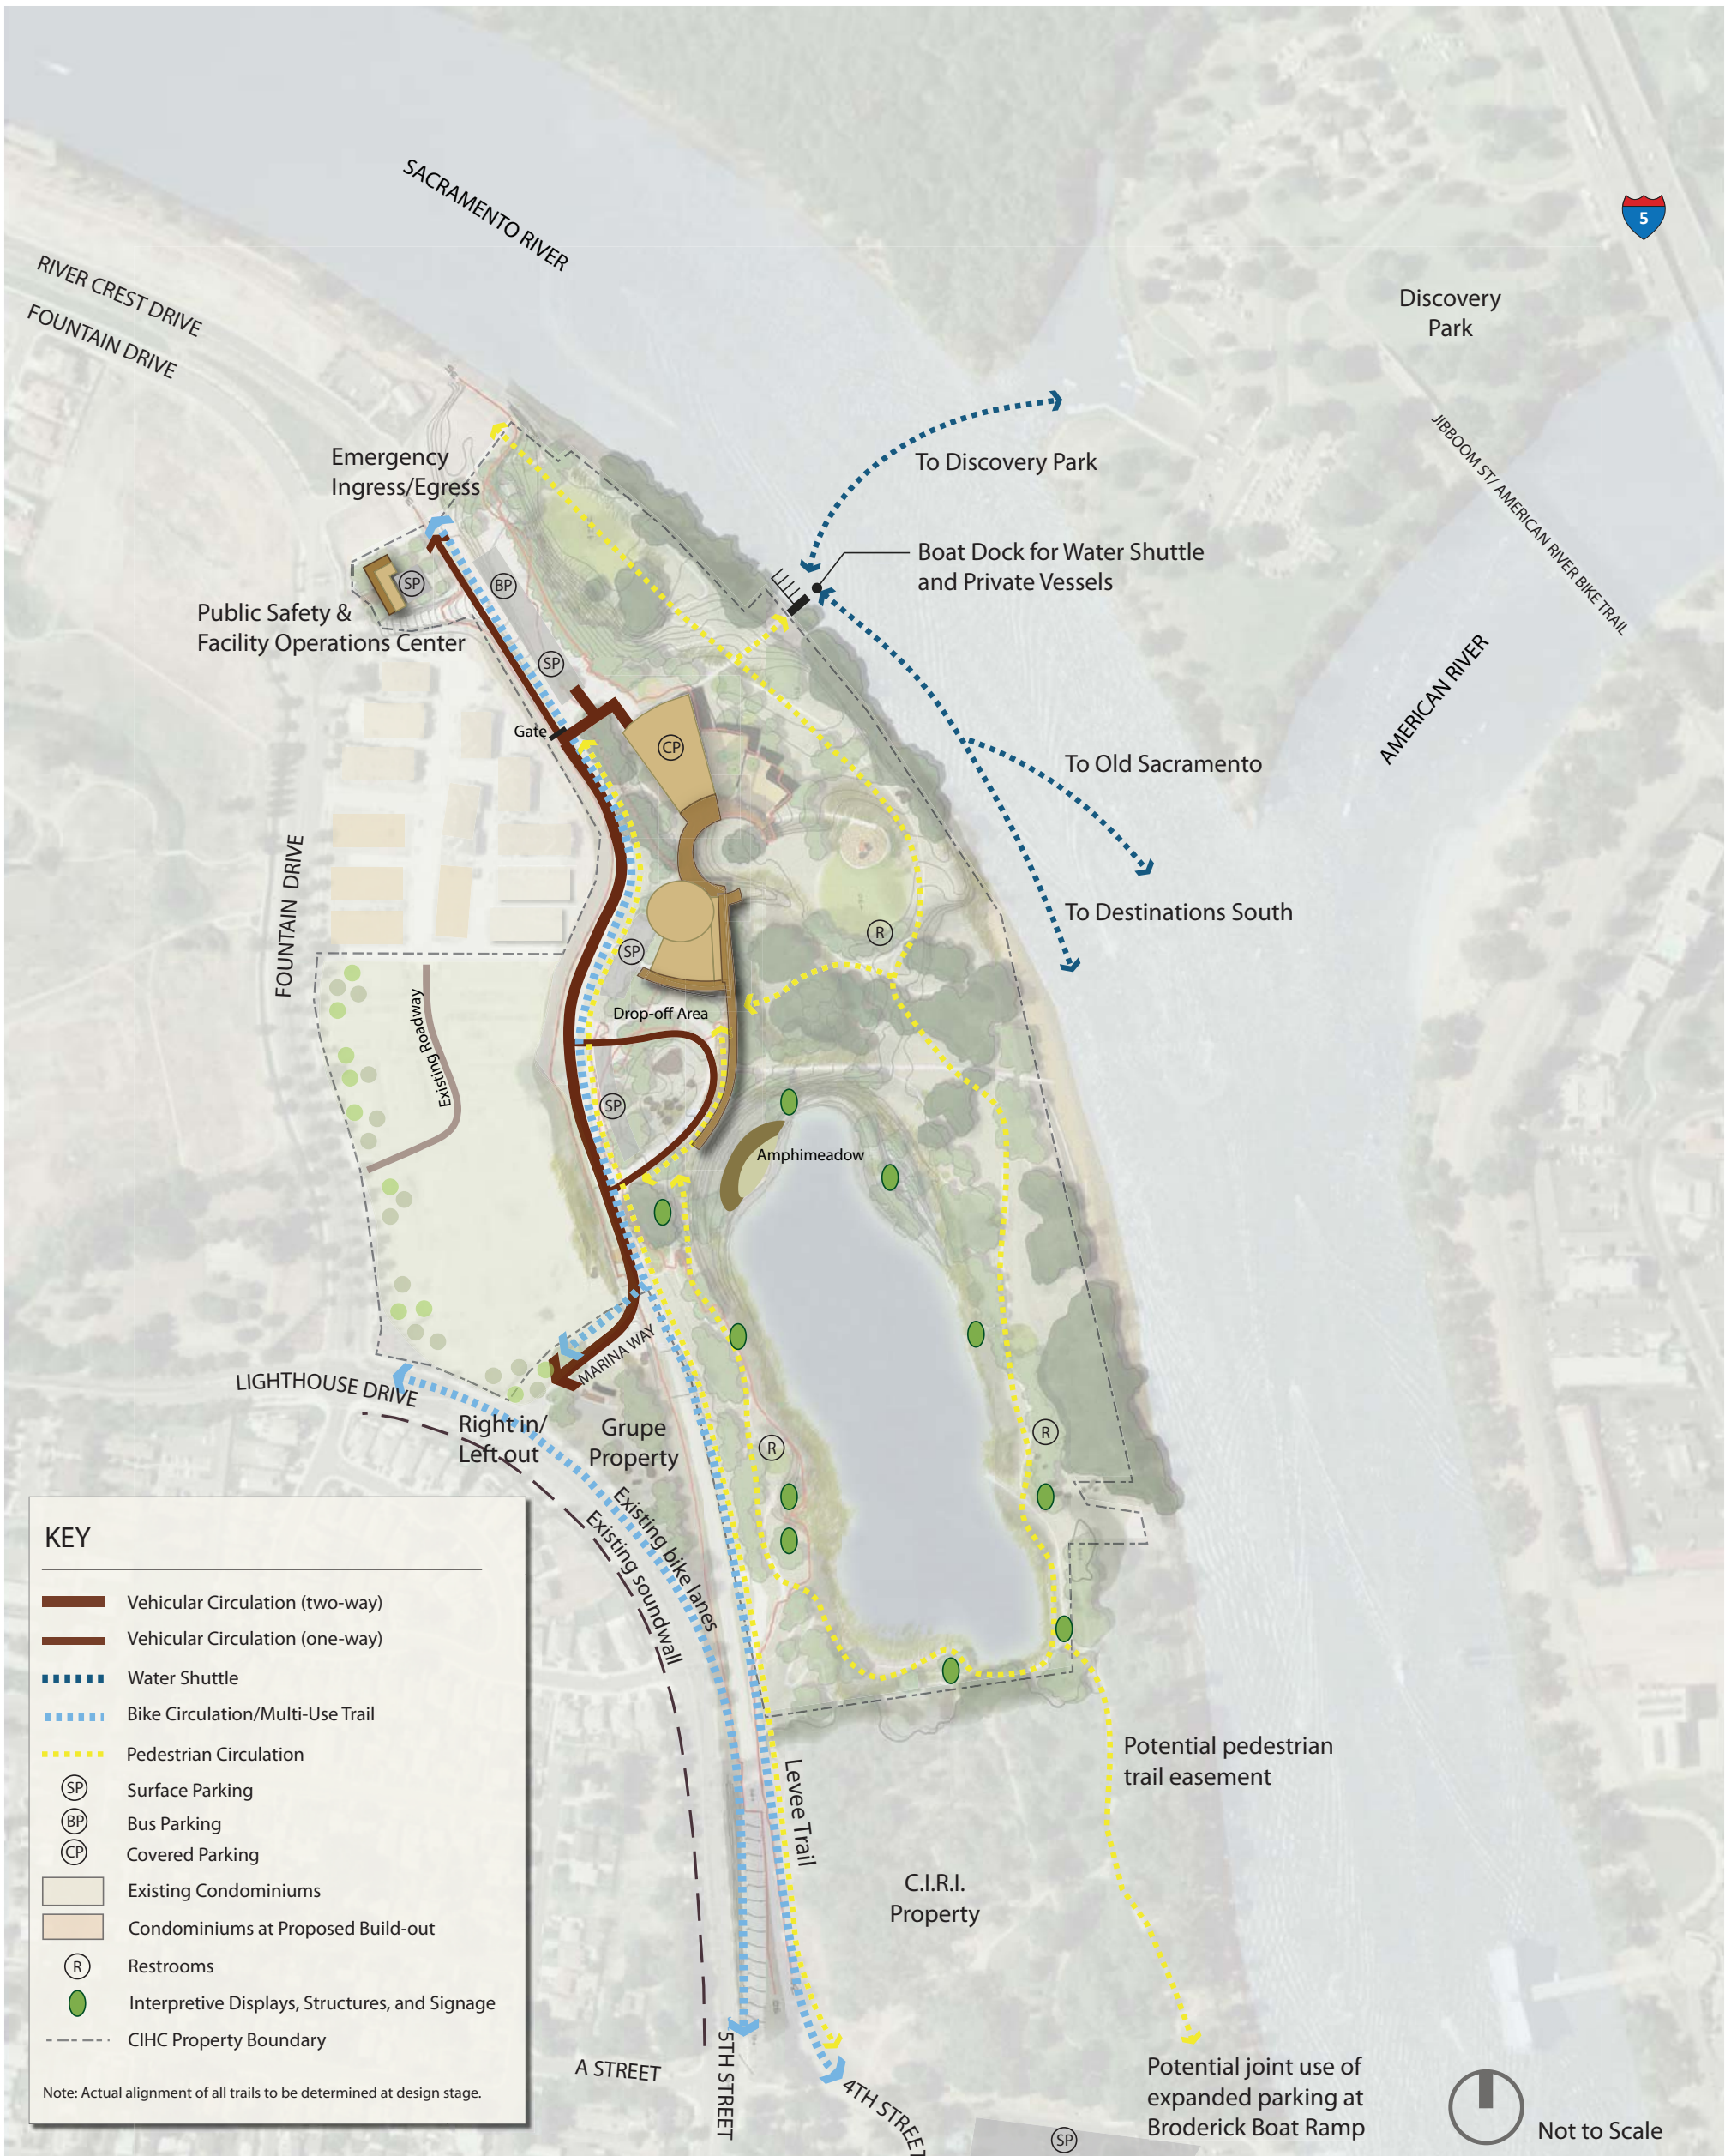 SACRAMENTO RIVER
5
RIVER CREST DRIVE
FOUNTAIN DRIVE
Discovery
Park
JIBBOOM ST/ AMERICAN RIVER BIKE TRAIL
Emergency
Ingress/Egress
To Discovery Park
Boat Dock for Water Shuttle
and Private Vessels
SP
BP
Public Safety &
Facility Operations Center
SP
AMERICAN RIVER
Gate
CP
To Old Sacramento
FOUNTAIN DRIVE
To Destinations South
R
SP
Drop-off Area
Existing Roadway
SP
Amphimeadow
MARINA WAY
LIGHTHOUSE DRIVE
Right in/
Left out
Grupe
Property
R
R
Existing bike lanes
Existing soundwall
KEY
Vehicular Circulation (two-way)
Vehicular Circulation (one-way)
Water Shuttle
Bike Circulation/Multi-Use Trail
Pedestrian Circulation
SP
Surface Parking
BP
Bus Parking
CP
Covered Parking
Existing Condominiums
Condominiums at Proposed Build-out
R
Restrooms
Interpretive Displays, Structures, and Signage
CIHC Property Boundary
Note: Actual alignment of all trails to be determined at design stage.
Potential pedestrian
trail easement
Levee Trail
C.I.R.I.
Property
A STREET
5TH STREET
4TH STREET
SP
Potential joint use of
expanded parking at
Broderick Boat Ramp
Not to Scale